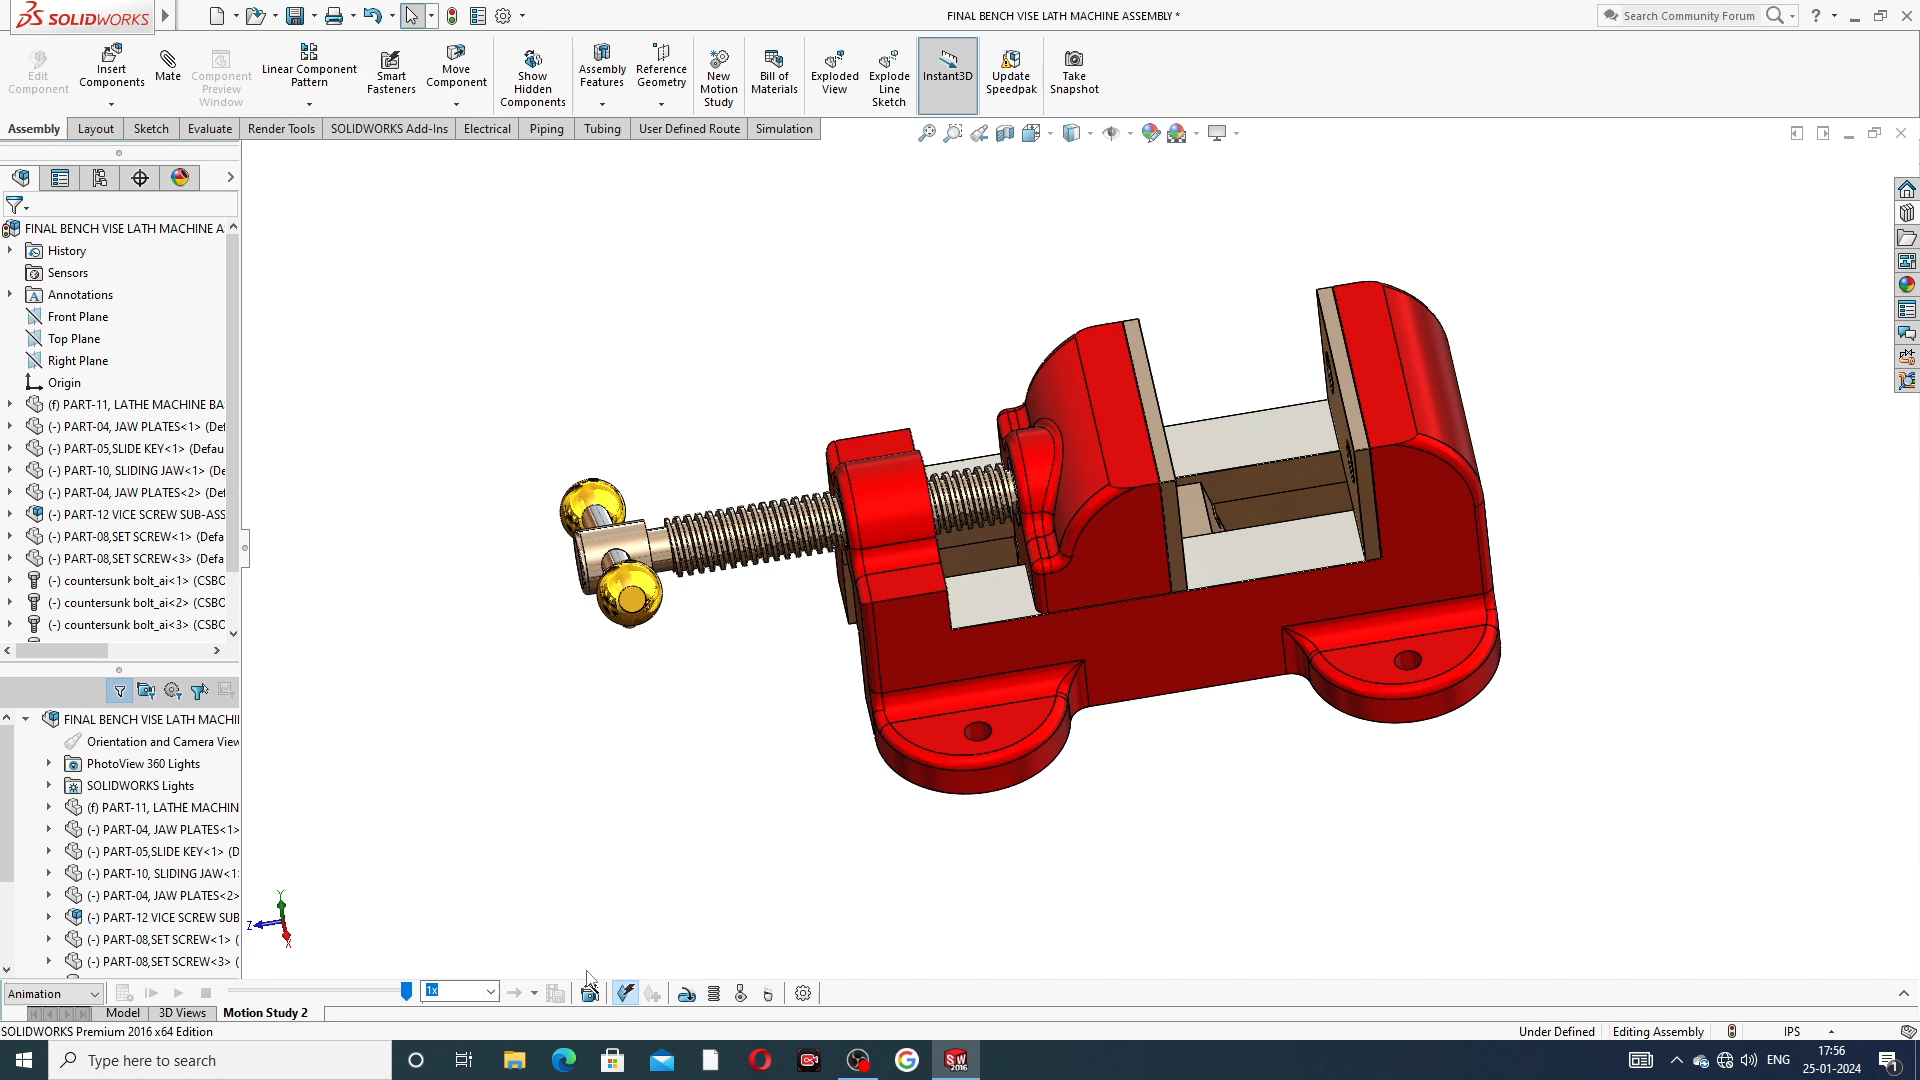 SOLIDWORKS
FINAL BENCH VISE LATH MACHINE ASSEMBLY *
Search Community Forum
?
Edit Component
Insert Components
Mate
Component Preview Window
Linear Component Pattern
Smart Fasteners
Move Component
Show Hidden Components
Assembly Features
Reference Geometry
New Motion Study
Bill of Materials
Exploded View
Explode Line Sketch
Instant3D
Update Speedpak
Take Snapshot
Assembly
Layout
Sketch
Evaluate
Render Tools
SOLIDWORKS Add-Ins
Electrical
Piping
Tubing
User Defined Route
Simulation
FINAL BENCH VISE LATH MACHINE A
History
Sensors
Annotations
Front Plane
Top Plane
Right Plane
Origin
(f) PART-11, LATHE MACHINE BA
(-) PART-04, JAW PLATES<1> (Def
(-) PART-05,SLIDE KEY<1> (Defau
(-) PART-10, SLIDING JAW<1> (De
(-) PART-04, JAW PLATES<2> (Def
(-) PART-12 VICE SCREW SUB-ASS
(-) PART-08,SET SCREW<1> (Defa
(-) PART-08,SET SCREW<3> (Defa
(-) countersunk bolt_ai<1> (CSBO
(-) countersunk bolt_ai<2> (CSBO
(-) countersunk bolt_ai<3> (CSBO
FINAL BENCH VISE LATH MACHI
Orientation and Camera View
PhotoView 360 Lights
SOLIDWORKS Lights
(f) PART-11, LATHE MACHIN
(-) PART-04, JAW PLATES<1>
(-) PART-05,SLIDE KEY<1> (D
(-) PART-10, SLIDING JAW<1
(-) PART-04, JAW PLATES<2>
(-) PART-12 VICE SCREW SUB
(-) PART-08,SET SCREW<1> (
(-) PART-08,SET SCREW<3> (
Y
Z
X
Animation
1x
Model
3D Views
Motion Study 2
SOLIDWORKS Premium 2016 x64 Edition
Under Defined
Editing Assembly
IPS
Type here to search
SW
2016
ENG
17:56
25-01-2024
1